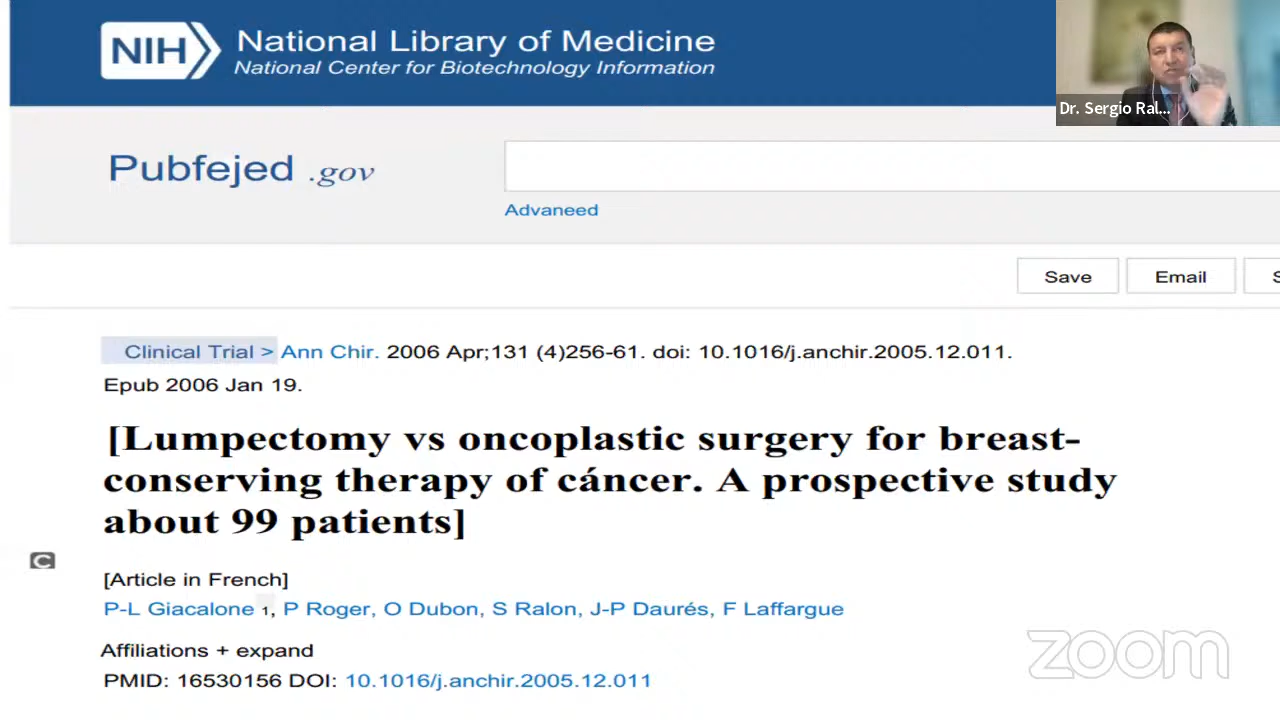 NIH National Library of Medicine
National Center for Biotechnology Information
Dr. Sergio Ral...
Pubfejed .gov
Advaneed
Save Email S
Clinical Trial > Ann Chir. 2006 Apr;131 (4)256-61. doi: 10.1016/j.anchir.2005.12.011.
Epub 2006 Jan 19.
[Lumpectomy vs oncoplastic surgery for breast-
conserving therapy of cáncer. A prospective study
about 99 patients]
C
[Article in French]
P-L Giacalone 1, P Roger, O Dubon, S Ralon, J-P Daurés, F Laffargue
Affiliations + expand
PMID: 16530156 DOI: 10.1016/j.anchir.2005.12.011
zoom